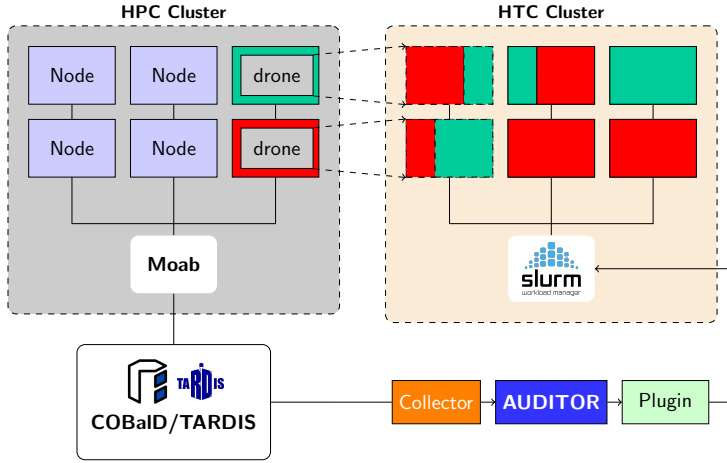 HPC Cluster
HTC Cluster
Node
Node
drone
Node
Node
drone
Moab
slurm
workload manager
TARDIS
COBalD/TARDIS
Collector
AUDITOR
Plugin